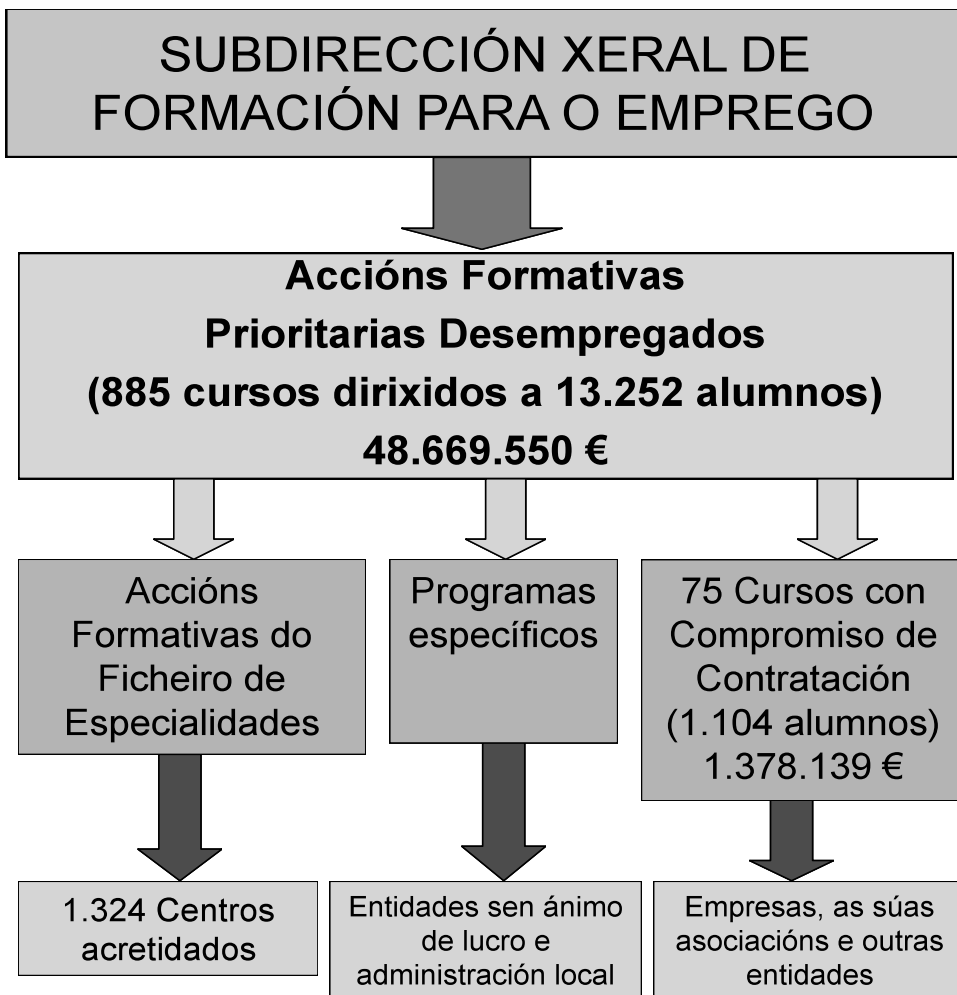 SUBDIRECCIÓN XERAL DE
FORMACIÓN PARA O EMPREGO
Accións Formativas
Prioritarias Desempregados
(885 cursos dirixidos a 13.252 alumnos)
48.669.550 €
Accións
Formativas do
Ficheiro de
Especialidades
Programas
específicos
75 Cursos con
Compromiso de
Contratación
(1.104 alumnos)
1.378.139 €
1.324 Centros
acretidados
Entidades sen ánimo
de lucro e
administración local
Empresas, as súas
asociacións e outras
entidades